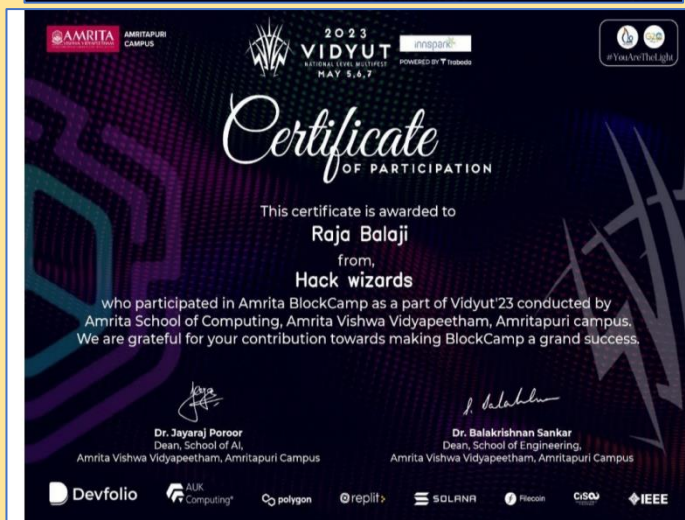 AMRITA
AMRITAPURI
CAMPUS
2023
VIDYUT
NATIONAL LEVEL MULTIFEST
MAY 5,6,7
innspark
POWERED BY Traboda
#YouAreTheLight
Certificate
OF PARTICIPATION
This certificate is awarded to
Raja Balaji
from,
Hack wizards
who participated in Amrita BlockCamp as a part of Vidyut'23 conducted by
Amrita School of Computing, Amrita Vishwa Vidyapeetham, Amritapuri campus.
We are grateful for your contribution towards making BlockCamp a grand success.
Dr. Jayaraj Poroor
Dean, School of AI,
Amrita Vishwa Vidyapeetham, Amritapuri Campus
Dr. Balakrishnan Sankar
Dean, School of Engineering,
Amrita Vishwa Vidyapeetham, Amritapuri Campus
Devfolio
AUK
Computing
polygon
replit
SOLANA
Filecoin
IEEE